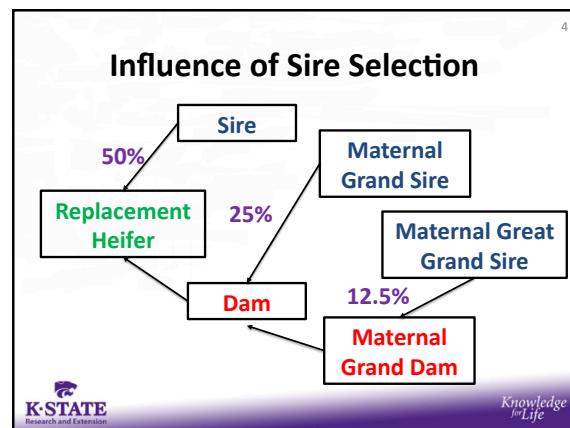 4
Influence of Sire Selection
Sire
50%
Maternal
Grand Sire
Replacement
Heifer
25%
Maternal Great
Grand Sire
Dam
12.5%
Maternal
Grand Dam
K-STATE
Research and Extension
Knowledge
for Life